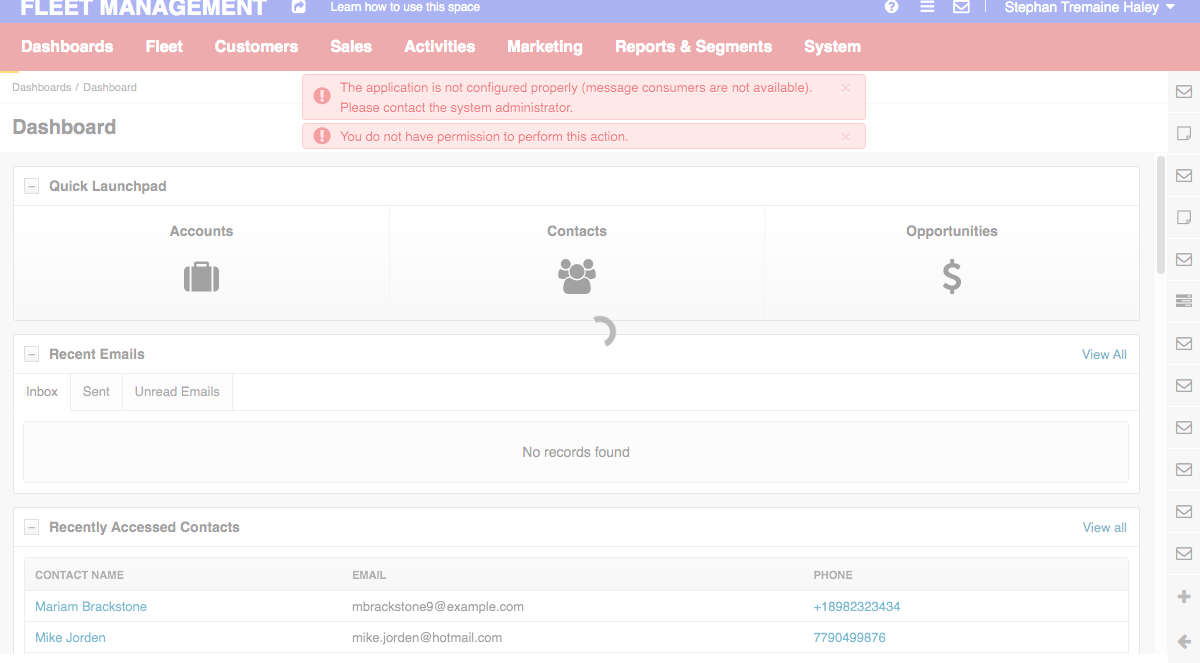 FLEET MANAGEMENT Learn how to use this space Stephan Tremaine Haley
Dashboards Fleet Customers Sales Activities Marketing Reports & Segments System
Dashboards / Dashboard
The application is not configured properly (message consumers are not available).
Please contact the system administrator.
Dashboard
You do not have permission to perform this action.
Quick Launchpad
Accounts Contacts Opportunities
Recent Emails View All
Inbox Sent Unread Emails
No records found
Recently Accessed Contacts View all
CONTACT NAME EMAIL PHONE
Mariam Brackstone mbrackstone9@example.com +18982323434
Mike Jorden mike.jorden@hotmail.com 7790499876